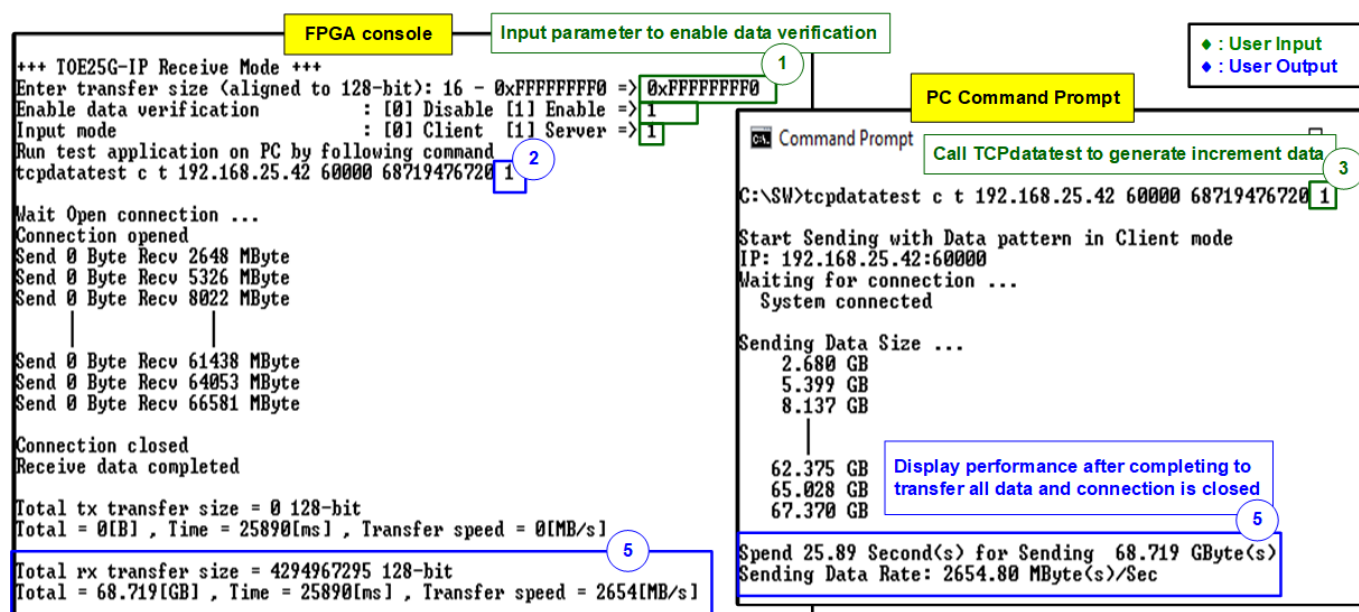 FPGA console
Input parameter to enable data verification
♦ : User Input
♦ : User Output
+++ TOE25G-IP Receive Mode +++
1
Enter transfer size (aligned to 128-bit): 16 - 0xFFFFFFFF0 => 0xFFFFFFFF0
Enable data verification : [0] Disable [1] Enable => 1
Input mode : [0] Client [1] Server => 1
Run test application on PC by following command
2
tcpdatatest c t 192.168.25.42 60000 68719476720 1
Wait Open connection ...
Connection opened
Send 0 Byte Recv 2648 MByte
Send 0 Byte Recv 5326 MByte
Send 0 Byte Recv 8022 MByte
Send 0 Byte Recv 61438 MByte
Send 0 Byte Recv 64053 MByte
Send 0 Byte Recv 66581 MByte
Connection closed
Receive data completed
Total tx transfer size = 0 128-bit
Total = 0[B] , Time = 25890[ms] , Transfer speed = 0[MB/s]
5
Total rx transfer size = 4294967295 128-bit
Total = 68.719[GB] , Time = 25890[ms] , Transfer speed = 2654[MB/s]
PC Command Prompt
C:\. Command Prompt
Call TCPdatatest to generate increment data
3
C:\SW>tcpdatatest c t 192.168.25.42 60000 68719476720 1
Start Sending with Data pattern in Client mode
IP: 192.168.25.42:60000
Waiting for connection ...
System connected
Sending Data Size ...
2.680 GB
5.399 GB
8.137 GB
62.375 GB
65.028 GB
67.370 GB
Display performance after completing to
transfer all data and connection is closed
5
Spend 25.89 Second(s) for Sending 68.719 GByte(s)
Sending Data Rate: 2654.80 MByte(s)/Sec